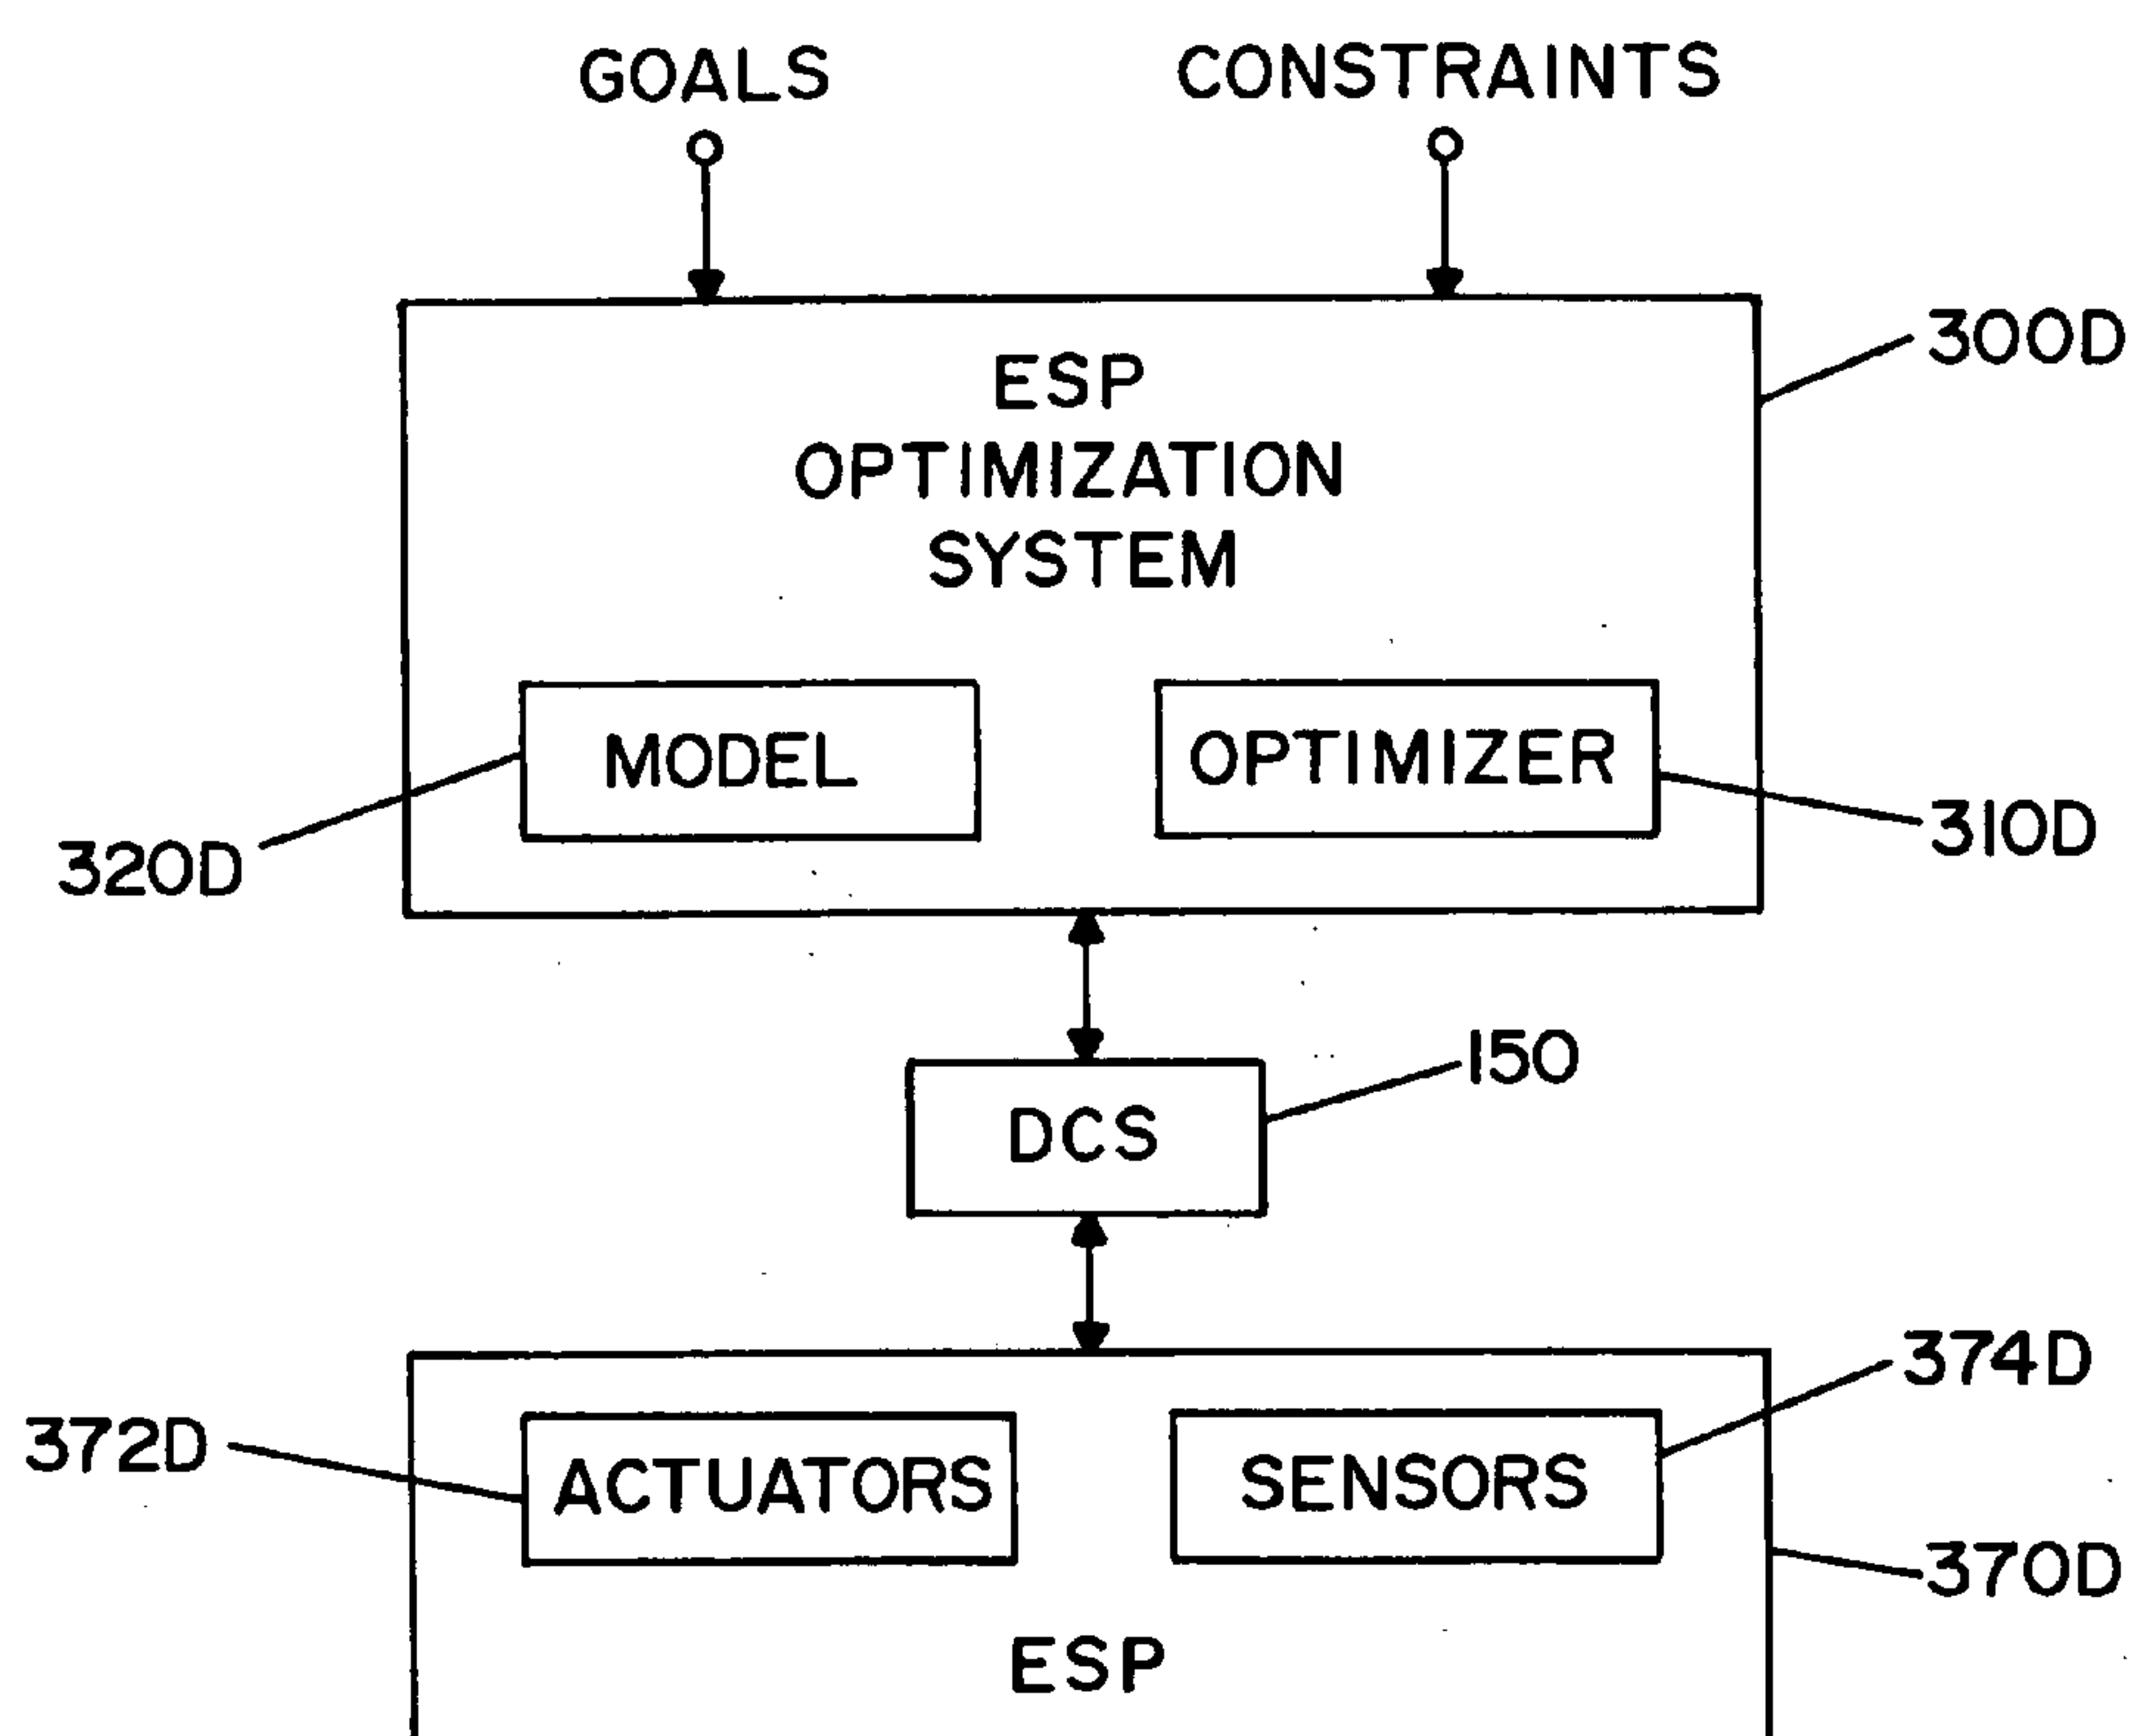 GOALS
CONSTRAINTS
300D
ESP
OPTIMIZATION
SYSTEM
MODEL
OPTIMIZER
320D
310D
150
DCS
374D
372D
ACTUATORS
SENSORS
370D
ESP